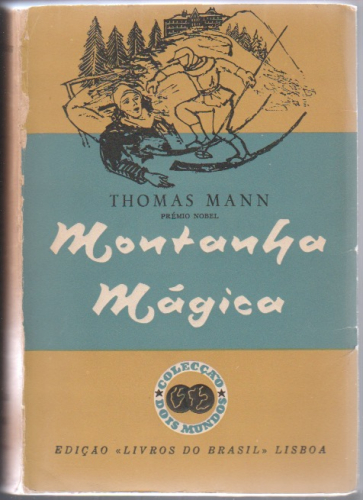 THOMAS MANN
PRÉMIO NOBEL
Montanha
Mágica
COLECÇÃO
DOIS MUNDOS
EDIÇÃO «LIVROS DO BRASIL» LISBOA